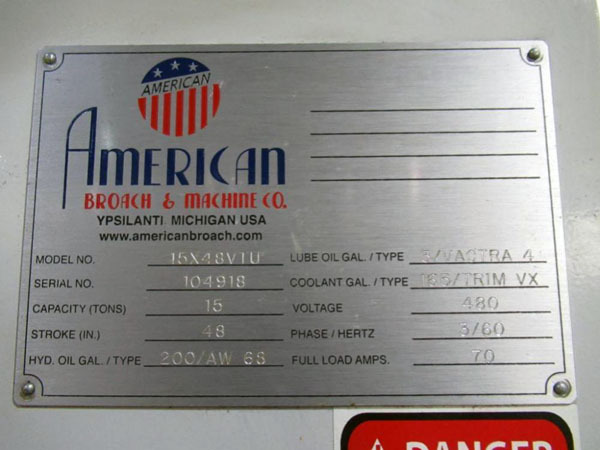 AMERICAN
AMERICAN
BROACH & MACHINE CO.
YPSILANTI MICHIGAN USA
www.americanbroach.com
MODEL NO. 15X48VTU
SERIAL NO. 104918
CAPACITY (TONS) 15
STROKE (IN.) 48
HYD. OIL GAL. / TYPE 200/AW 68
LUBE OIL GAL. / TYPE /VACTRA 4
COOLANT GAL. / TYPE /TRIM VX
VOLTAGE 480
PHASE / HERTZ 3/60
FULL LOAD AMPS. 70
DANGER